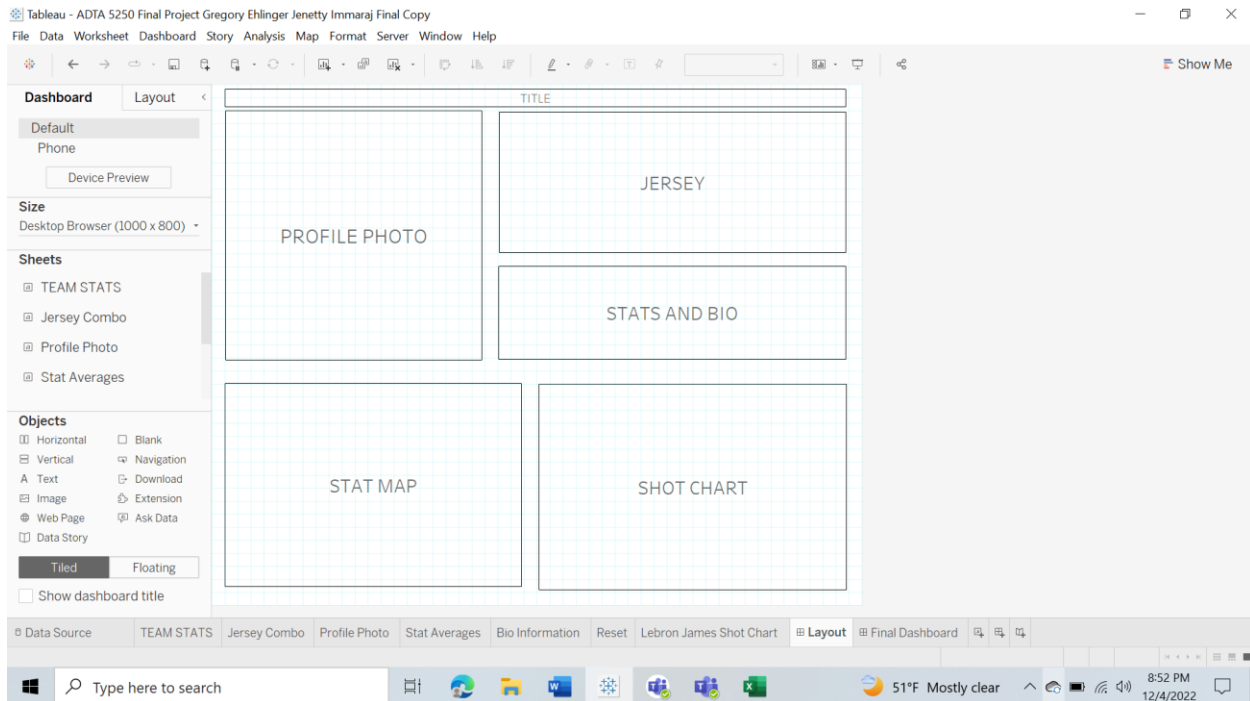 Tableau - ADTA 5250 Final Project Gregory Ehlinger Jenetty Immaraj Final Copy
File Data Worksheet Dashboard Story Analysis Map Format Server Window Help
Show Me
Dashboard Layout
Default
Phone
Device Preview
Size
Desktop Browser (1000 x 800)
Sheets
TEAM STATS
Jersey Combo
Profile Photo
Stat Averages
Objects
Horizontal Blank
Vertical Navigation
A Text Download
Image Extension
Web Page Ask Data
Data Story
Tiled Floating
Show dashboard title
TITLE
PROFILE PHOTO
JERSEY
STATS AND BIO
STAT MAP
SHOT CHART
Data Source TEAM STATS Jersey Combo Profile Photo Stat Averages Bio Information Reset Lebron James Shot Chart Layout Final Dashboard
Type here to search
51°F Mostly clear
8:52 PM
12/4/2022